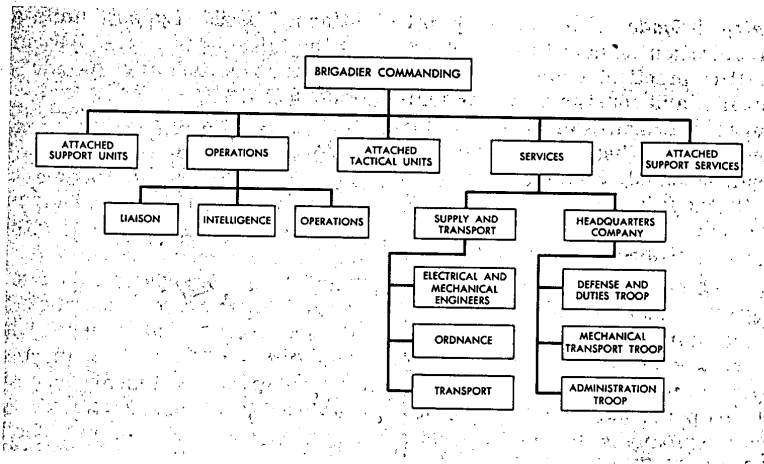 BRIGADIER COMMANDING
ATTACHED
SUPPORT UNITS
OPERATIONS
ATTACHED
TACTICAL UNITS
SERVICES
ATTACHED
SUPPORT SERVICES
LIAISON
INTELLIGENCE
OPERATIONS
SUPPLY AND
TRANSPORT
HEADQUARTERS
COMPANY
ELECTRICAL AND
MECHANICAL
ENGINEERS
ORDNANCE
TRANSPORT
DEFENSE AND
DUTIES TROOP
MECHANICAL
TRANSPORT TROOP
ADMINISTRATION
TROOP